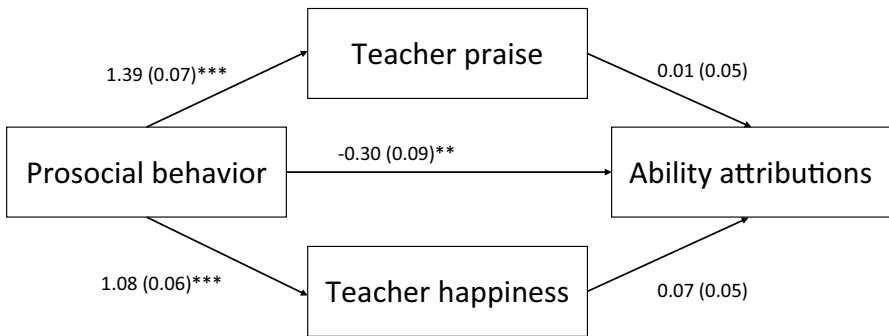 Teacher praise
1.39 (0.07)***
0.01 (0.05)
-0.30 (0.09)**
Prosocial behavior
Ability attributions
1.08 (0.06)***
Teacher happiness
0.07 (0.05)